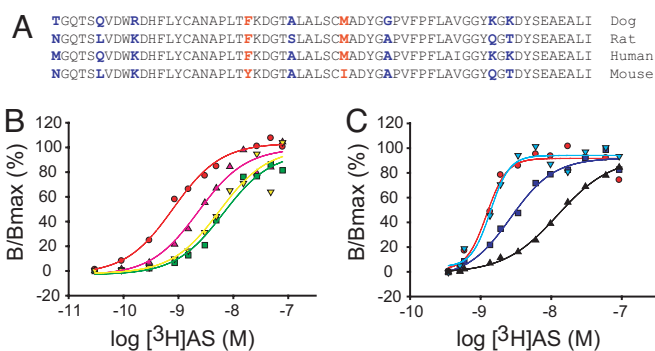 A
TGQTSQVDWRDHFLYCANAPLTFKDGTALALSCMADYGGPVFPFLAVGGYKGKDYSEAEALI Dog
NGQTSLVDWKDHFLYCANAPLTFKDGTSLALSCMADYGAPVFPFLAVGGYQGTDYSEAEALI Rat
MGQTSQVDWKDHFLYCANAPLTFKDGTALALSCMADYGAPVFPFLAIGGYKGKDYSEAEALI Human
NGQTSLVDWKDHFLYCANAPLTYKDGTALALSCIADYGAPVFPFLAVGGYQGTDYSEAEALI Mouse
B
B/Bmax (%)
120
100
80
60
40
20
0
-20
-11 -10 -9 -8 -7
log [³H]AS (M)
C
B/Bmax (%)
120
100
80
60
40
20
0
-20
-10 -9 -8 -7
log [³H]AS (M)